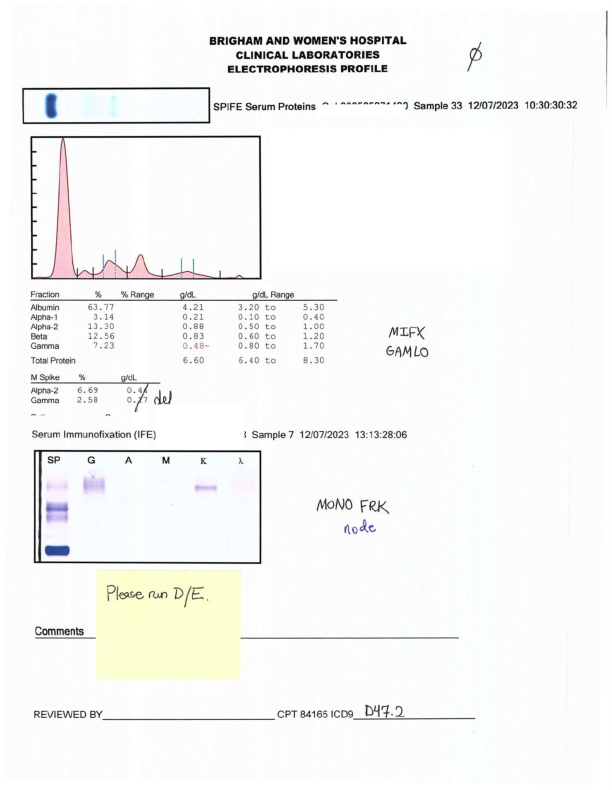 BRIGHAM AND WOMEN'S HOSPITAL
CLINICAL LABORATORIES
ELECTROPHORESIS PROFILE
Ø
SPIFE Serum Proteins Sample 33 12/07/2023 10:30:30:32
Fraction % % Range g/dL g/dL Range
Albumin 63.77 4.21 3.20 to 5.30
Alpha-1 3.14 0.21 0.10 to 0.40
Alpha-2 13.30 0.88 0.50 to 1.00
Beta 12.56 0.83 0.60 to 1.20
Gamma 7.23 0.48- 0.80 to 1.70
Total Protein 6.60 6.40 to 8.30
MIFX
GAMLO
M Spike % g/dL
Alpha-2 6.69 0.44
Gamma 2.58 0.17 del
Serum Immunofixation (IFE) Sample 7 12/07/2023 13:13:28:06
SP G A M K λ
MONO FRK
node
Please run D/E.
Comments
REVIEWED BY CPT 84165 ICD9 D47.2